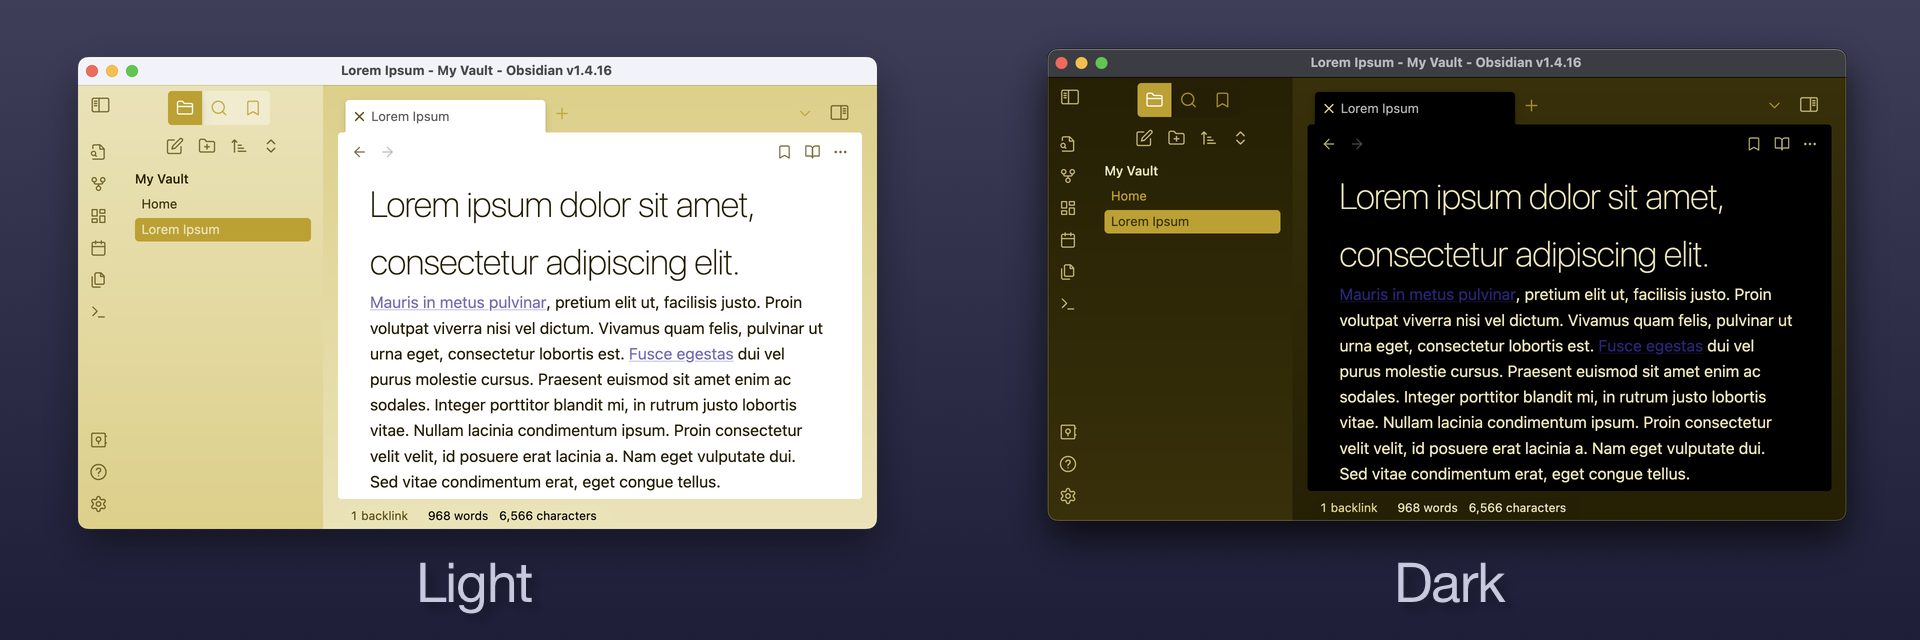 Lorem Ipsum - My Vault - Obsidian v1.4.16
Lorem Ipsum
My Vault
Home
Lorem Ipsum
Lorem ipsum dolor sit amet,
consectetur adipiscing elit.
Mauris in metus pulvinar, pretium elit ut, facilisis justo. Proin
volutpat viverra nisi vel dictum. Vivamus quam felis, pulvinar ut
urna eget, consectetur lobortis est. Fusce egestas dui vel
purus molestie cursus. Praesent euismod sit amet enim ac
sodales. Integer porttitor blandit mi, in rutrum justo lobortis
vitae. Nullam lacinia condimentum ipsum. Proin consectetur
velit velit, id posuere erat lacinia a. Nam eget vulputate dui.
Sed vitae condimentum erat, eget congue tellus.
1 backlink 968 words 6,566 characters
Light
Lorem Ipsum - My Vault - Obsidian v1.4.16
Lorem Ipsum
My Vault
Home
Lorem Ipsum
Lorem ipsum dolor sit amet,
consectetur adipiscing elit.
Mauris in metus pulvinar, pretium elit ut, facilisis justo. Proin
volutpat viverra nisi vel dictum. Vivamus quam felis, pulvinar ut
urna eget, consectetur lobortis est. Fusce egestas dui vel
purus molestie cursus. Praesent euismod sit amet enim ac
sodales. Integer porttitor blandit mi, in rutrum justo lobortis
vitae. Nullam lacinia condimentum ipsum. Proin consectetur
velit velit, id posuere erat lacinia a. Nam eget vulputate dui.
Sed vitae condimentum erat, eget congue tellus.
1 backlink 968 words 6,566 characters
Dark